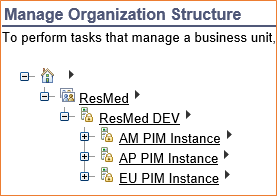 Manage Organization Structure
To perform tasks that manage a business unit,
ResMed
ResMed DEV
AM PIM Instance
AP PIM Instance
EU PIM Instance